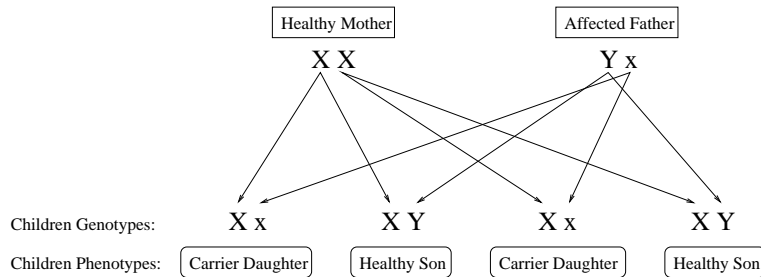 Healthy Mother Affected Father
X X Y x
Children Genotypes: X x X Y X x X Y
Children Phenotypes: Carrier Daughter Healthy Son Carrier Daughter Healthy Son